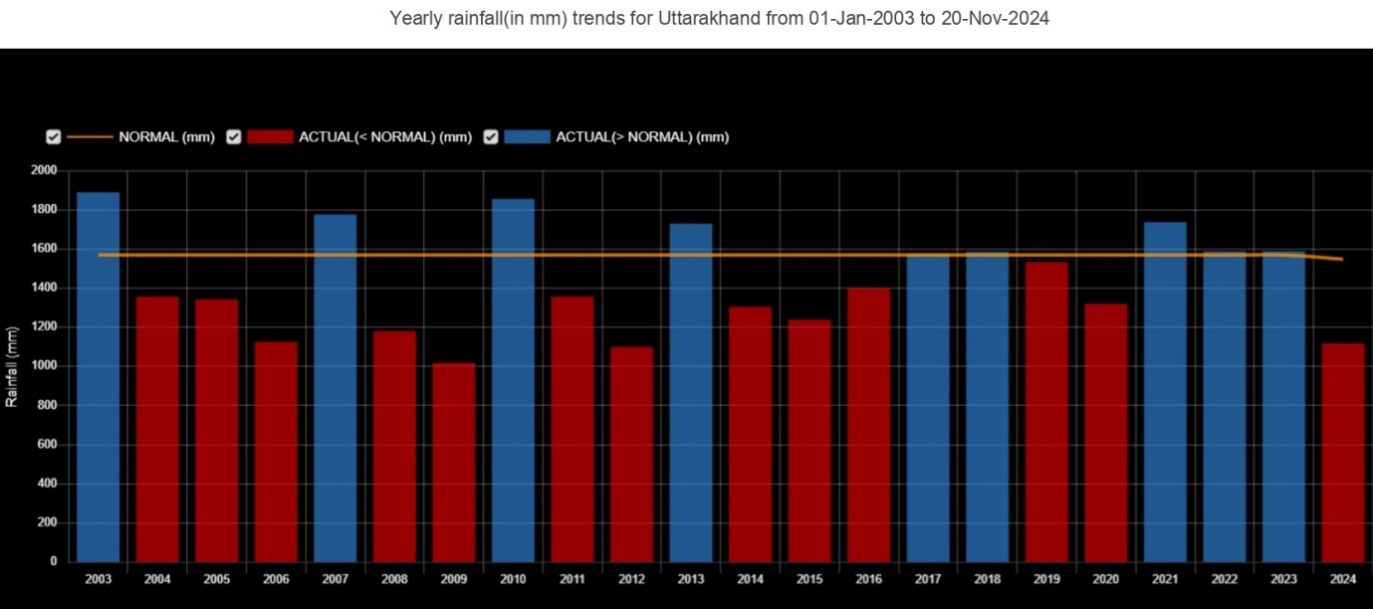 Yearly rainfall(in mm) trends for Uttarakhand from 01-Jan-2003 to 20-Nov-2024
NORMAL (mm) ACTUAL(< NORMAL) (mm) ACTUAL(> NORMAL) (mm)
2000
1800
1600
1400
1200
1000
800
600
400
200
0
Rainfall (mm)
2003 2004 2005 2006 2007 2008 2009 2010 2011 2012 2013 2014 2015 2016 2017 2018 2019 2020 2021 2022 2023 2024